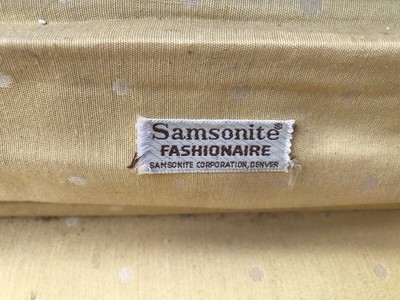 Samsonite®
FASHIONAIRE
SAMSONITE CORPORATION, DENVER